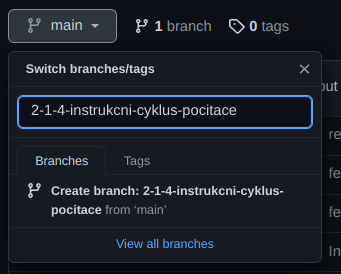 main
1 branch
0 tags
Switch branches/tags
2-1-4-instrukcni-cyklus-pocitace
Branches
Tags
Create branch: 2-1-4-instrukcni-cyklus-
pocitace from ‘main’
View all branches